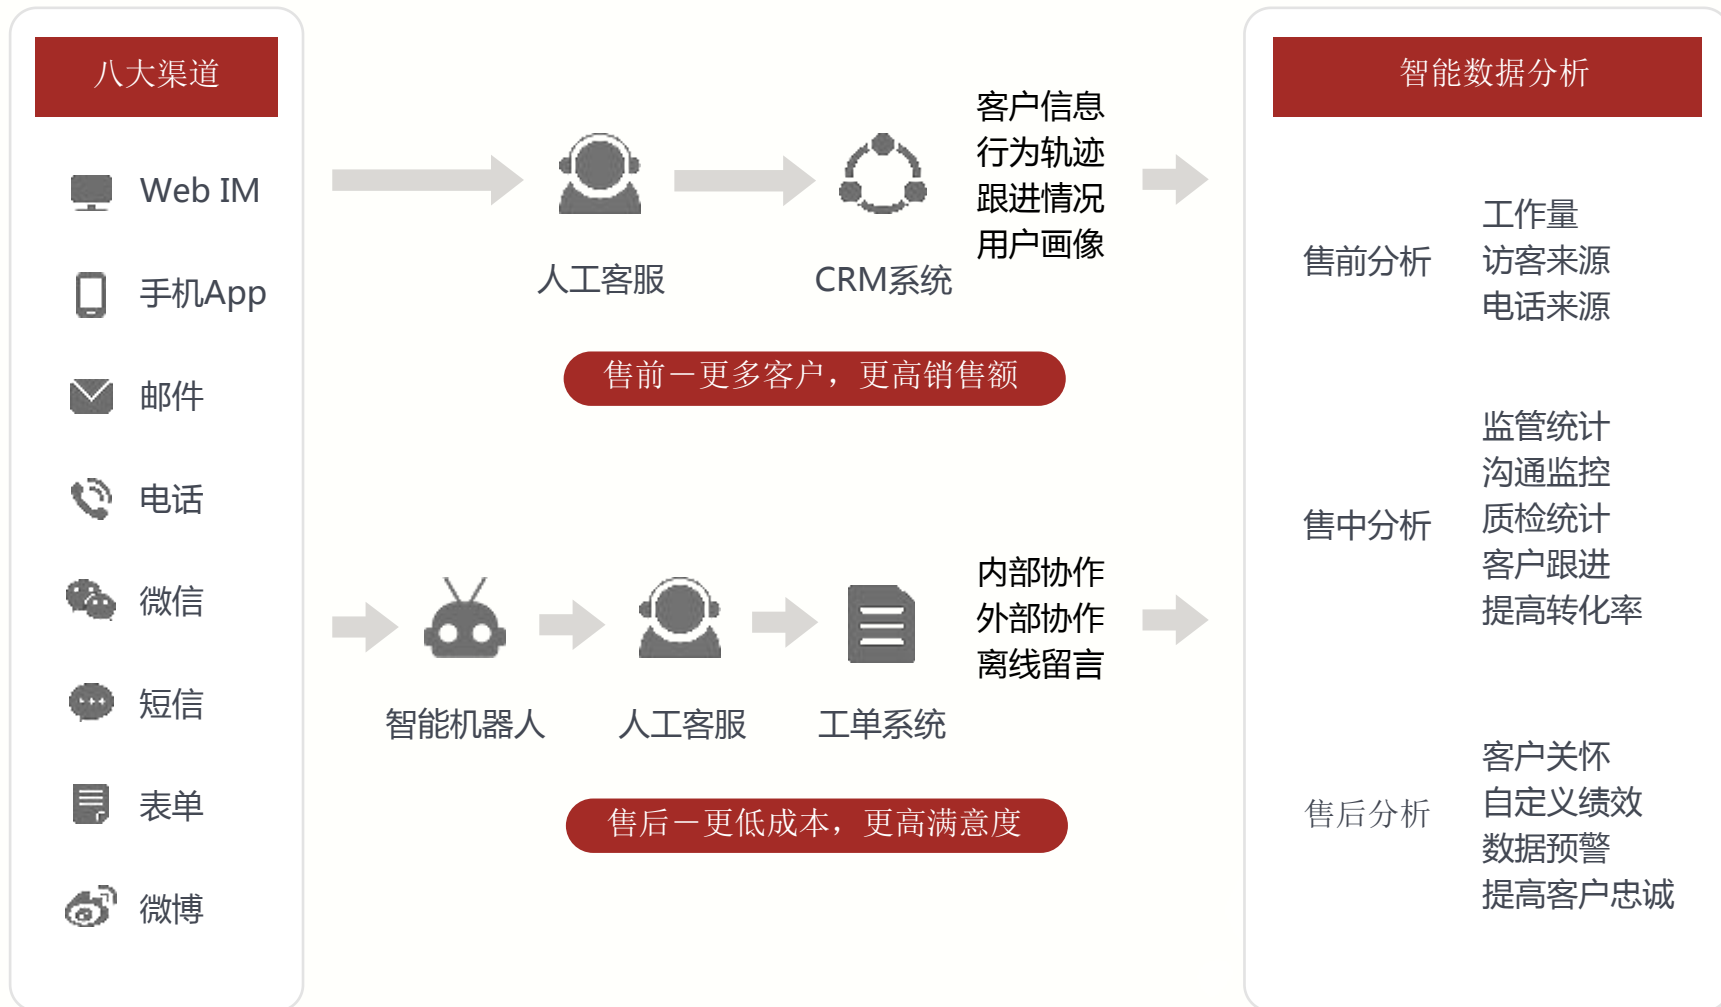 八大渠道
Web IM
手机App
邮件
电话
微信
短信
表单
微博
人工客服
CRM系统
客户信息
行为轨迹
跟进情况
用户画像
售前－更多客户，更高销售额
智能机器人
人工客服
工单系统
内部协作
外部协作
离线留言
售后－更低成本，更高满意度
智能数据分析
售前分析
工作量
访客来源
电话来源
售中分析
监管统计
沟通监控
质检统计
客户跟进
提高转化率
售后分析
客户关怀
自定义绩效
数据预警
提高客户忠诚